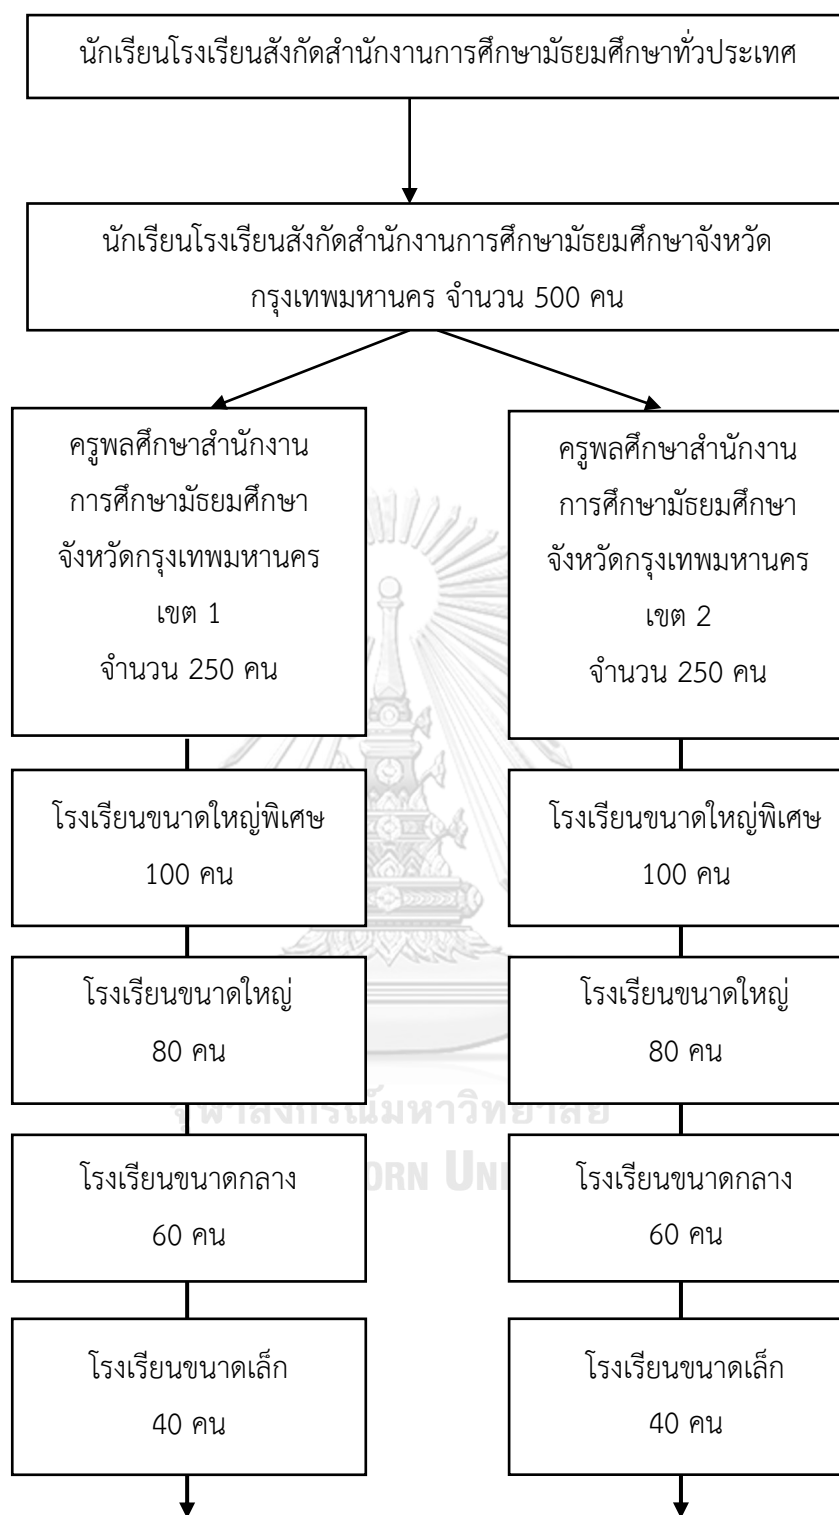 นักเรียนโรงเรียนสังกัดสำนักงานการศึกษามัธยมศึกษาทั่วประเทศ
นักเรียนโรงเรียนสังกัดสำนักงานการศึกษามัธยมศึกษาจังหวัด
กรุงเทพมหานคร จำนวน 500 คน
ครูพลศึกษาสำนักงาน
การศึกษามัธยมศึกษา
จังหวัดกรุงเทพมหานคร
เขต 1
จำนวน 250 คน
ครูพลศึกษาสำนักงาน
การศึกษามัธยมศึกษา
จังหวัดกรุงเทพมหานคร
เขต 2
จำนวน 250 คน
โรงเรียนขนาดใหญ่พิเศษ
100 คน
โรงเรียนขนาดใหญ่พิเศษ
100 คน
โรงเรียนขนาดใหญ่
80 คน
โรงเรียนขนาดใหญ่
80 คน
จุฬาลงกรณ์มหาวิทยาลัย
โรงเรียนขนาดกลาง
60 คน
ORN UN
โรงเรียนขนาดกลาง
60 คน
โรงเรียนขนาดเล็ก
40 คน
โรงเรียนขนาดเล็ก
40 คน